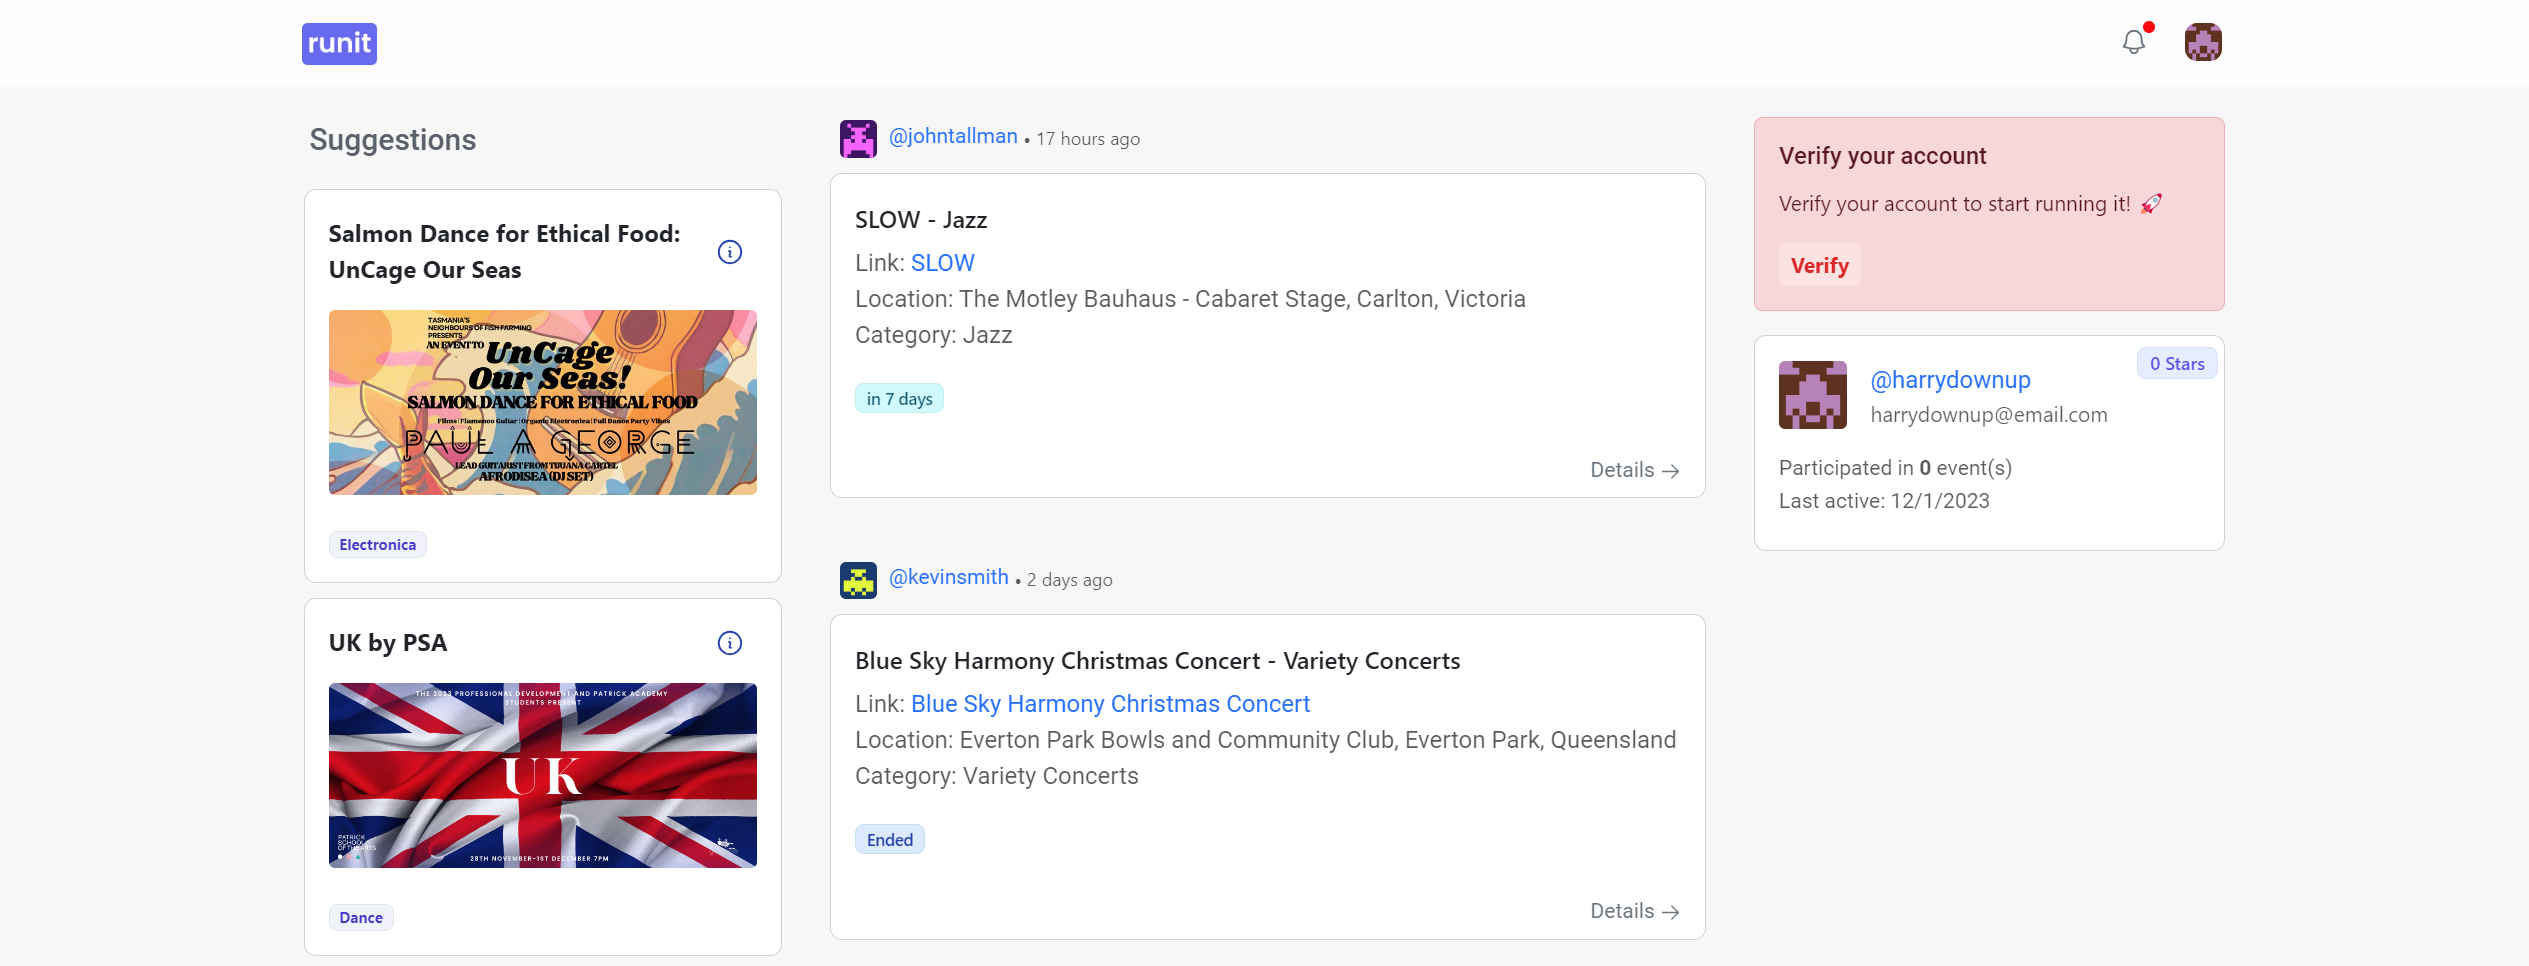 runit
Suggestions
Salmon Dance for Ethical Food:
UnCage Our Seas
TASMANIA'S
NEIGHBOURS OF FISH FARMING
PRESENTS
AN EVENT TO
UnCage
Our Seas!
SALMON DANCE FOR ETHICAL FOOD
Films | Flamenco Guitar | Organic Electronica | Full Dance Party Vibes
PAUL A GEORGE
LEAD GUITARIST FROM TIJUANA CARTEL
AFRODISEA (DJ SET)
Electronica
UK by PSA
THE 2023 PROFESSIONAL DEVELOPMENT AND PATRICK ACADEMY
STUDENTS PRESENT
UK
PATRICK
SCHOOL
OF THE ARTS
28TH NOVEMBER-1ST DECEMBER 7PM
Dance
@johntallman • 17 hours ago
SLOW - Jazz
Link: SLOW
Location: The Motley Bauhaus - Cabaret Stage, Carlton, Victoria
Category: Jazz
in 7 days
Details →
@kevinsmith • 2 days ago
Blue Sky Harmony Christmas Concert - Variety Concerts
Link: Blue Sky Harmony Christmas Concert
Location: Everton Park Bowls and Community Club, Everton Park, Queensland
Category: Variety Concerts
Ended
Details →
Verify your account
Verify your account to start running it! 🚀
Verify
0 Stars
@harrydownup
harrydownup@email.com
Participated in 0 event(s)
Last active: 12/1/2023